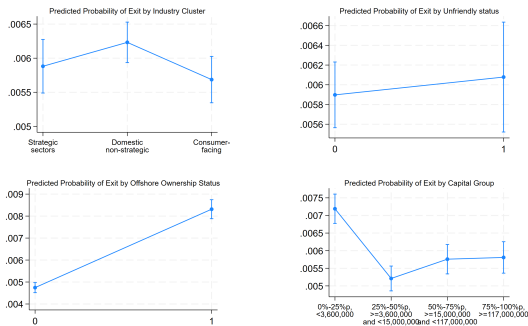 Predicted Probability of Exit by Industry Cluster
.0065
.006
.0055
.005
Strategic
sectors
Domestic
non-strategic
Consumer-
facing
Predicted Probability of Exit by Unfriendly status
.0066
.0064
.0062
.006
.0058
.0056
0
1
Predicted Probability of Exit by Offshore Ownership Status
.009
.008
.007
.006
.005
.004
0
1
Predicted Probability of Exit by Capital Group
.0075
.007
.0065
.006
.0055
.005
0%-25%p,
<3,600,000
25%-50%p,
>=3,600,000
and <15,000,000
50%-75%p,
>=15,000,000
and <117,000,000
75%-100%p,
>=117,000,000